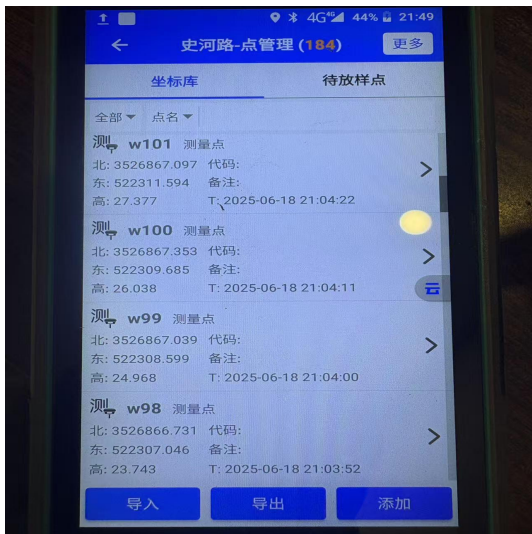 4G 4G 44% 21:49
史河路-点管理 (184) 更多
坐标库 待放样点
全部 点名
测 w101 测量点
北: 3526867.097 代码:
东: 522311.594 备注:
高: 27.377 T: 2025-06-18 21:04:22
测 w100 测量点
北: 3526867.353 代码:
东: 522309.685 备注:
高: 26.038 T: 2025-06-18 21:04:11
云
测 w99 测量点
北: 3526867.039 代码:
东: 522308.599 备注:
高: 24.968 T: 2025-06-18 21:04:00
测 w98 测量点
北: 3526866.731 代码:
东: 522307.046 备注:
高: 23.743 T: 2025-06-18 21:03:52
导入 导出 添加